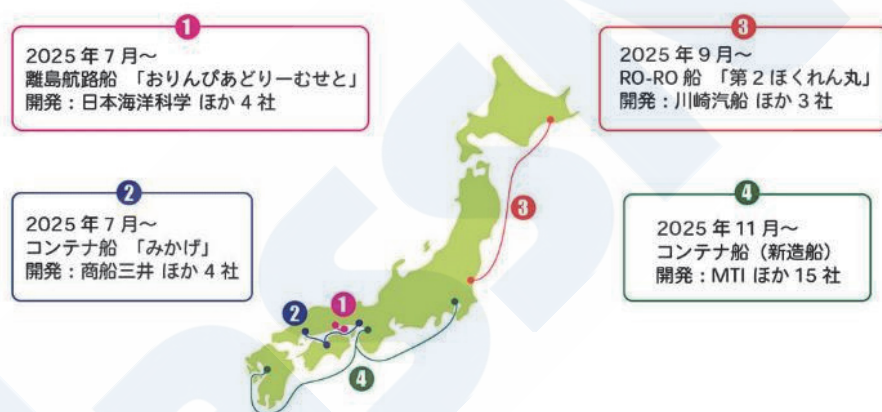 1
2025年7月~
離島航路船 「おりんぴあどりーむせと」
開発：日本海洋科学 ほか 4 社
3
2025年9月~
RO-RO 船 「第2ほくれん丸」
開発：川崎汽船 ほか 3 社
2
2025年7月~
コンテナ船 「みかげ」
開発：商船三井 ほか 4 社
4
2025年11月~
コンテナ船（新造船）
開発：MTI ほか 15 社
3
1
2
4